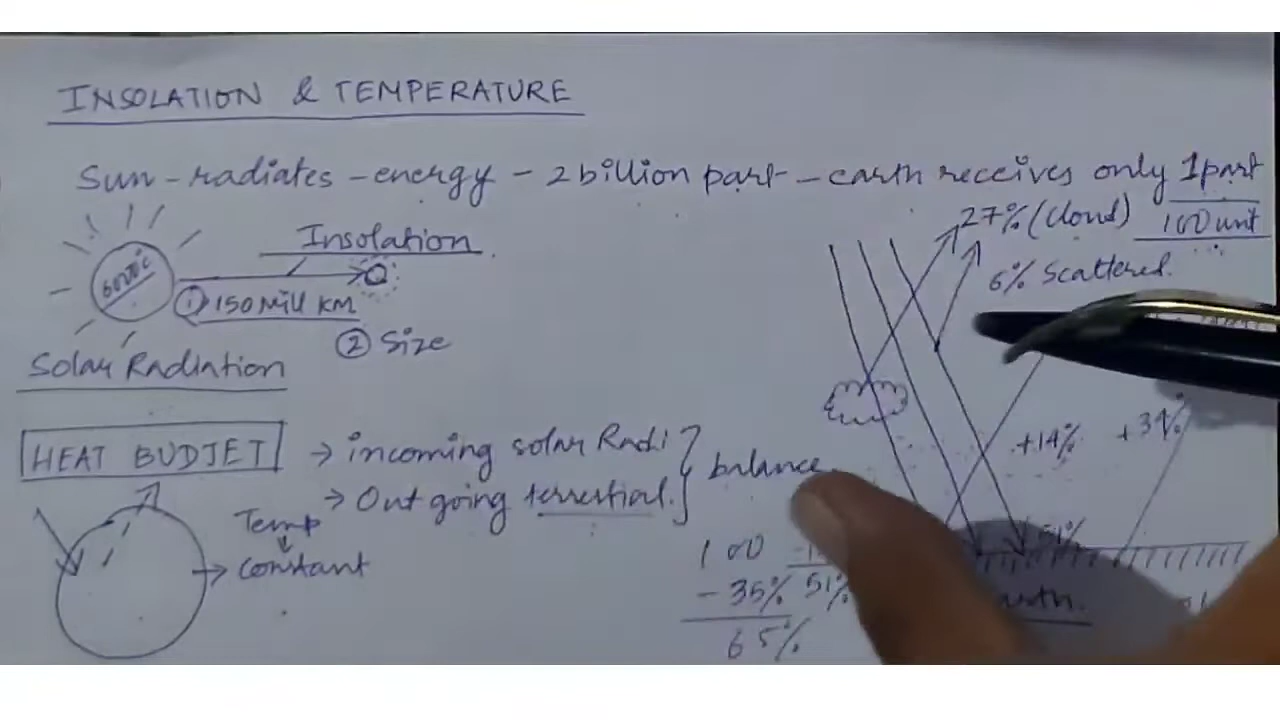 INSOLATION & TEMPERATURE
Sun - radiates - energy - 2 billion part - earth receives only 1 part
100 unit
27% (Cloud)
6% Scattered.
6000°c
Insolation
① 150 Mill KM
② Size
Solar Radiation
HEAT BUDJET
→ incoming solar Radi
→ Out going terrestial.
balance
Temp
Constant
+14%
+34%
51%
100
- 35%
65%
51%